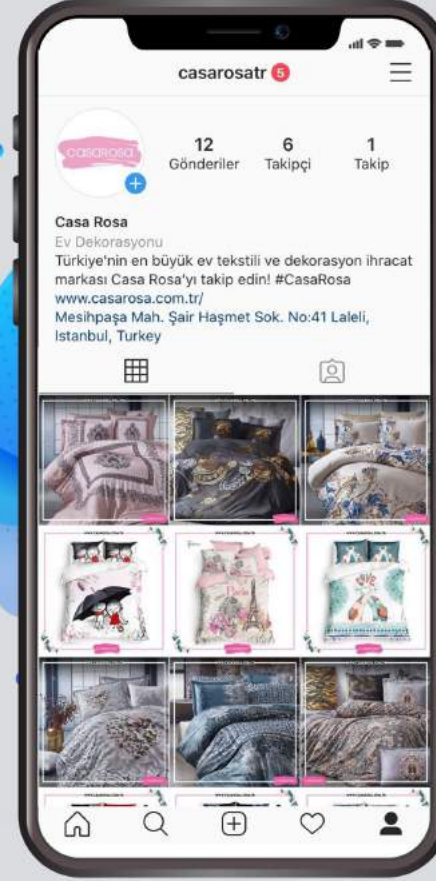 casarosatr 5
casarosa
12 6 1
Gönderiler Takipçi Takip
Casa Rosa
Ev Dekorasyonu
Türkiye'nin en büyük ev tekstili ve dekorasyon ihracat
markası Casa Rosa'yı takip edin! #CasaRosa
www.casarosa.com.tr/
Mesihpaşa Mah. Şair Haşmet Sok. No:41 Laleli,
Istanbul, Turkey
Paris
LOVE